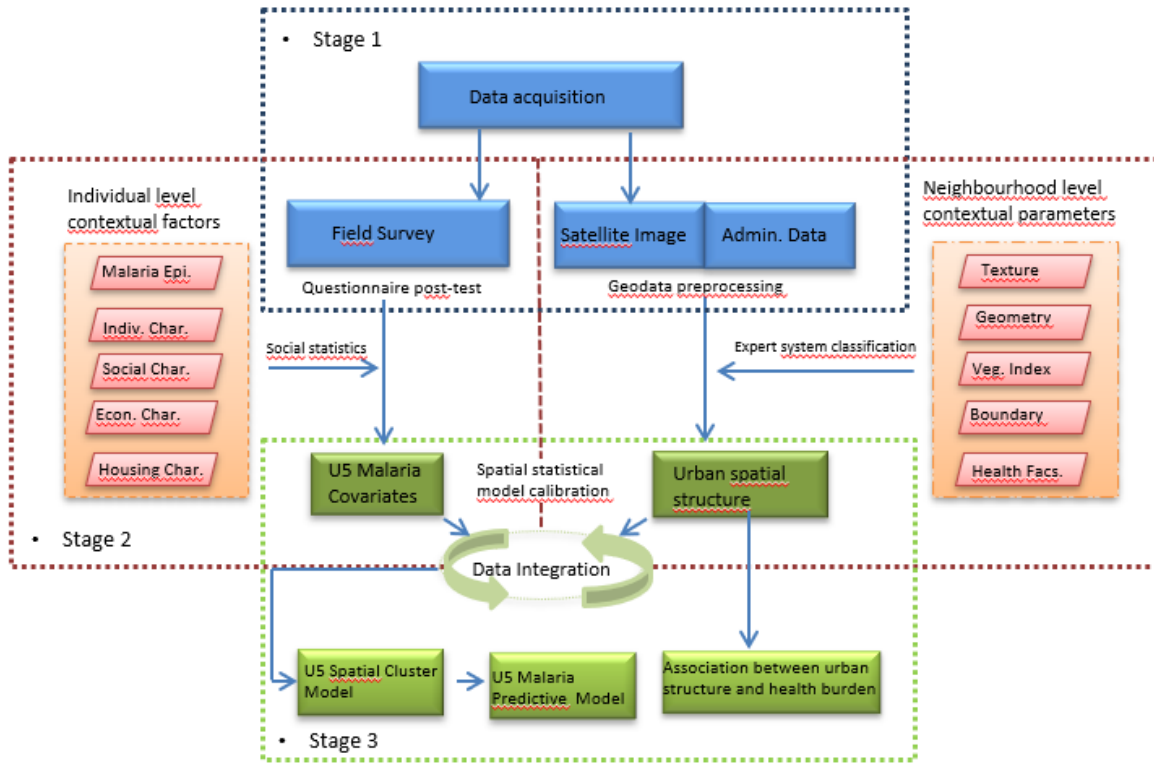 • Stage 1
Data acquisition
Individual level
contextual factors
Malaria Epi.
Indiv. Char.
Social Char.
Econ. Char.
Housing Char.
Field Survey
Questionnaire post-test
Satellite Image
Admin. Data
Geodata preprocessing
Neighbourhood level
contextual parameters
Texture
Geometry
Veg. Index
Boundary
Health Facs.
Social statistics
Expert system classification
U5 Malaria
Covariates
Spatial statistical
model calibration
Urban spatial
structure
• Stage 2
Data Integration
U5 Spatial Cluster
Model
U5 Malaria
Predictive Model
Association between urban
structure and health burden
• Stage 3